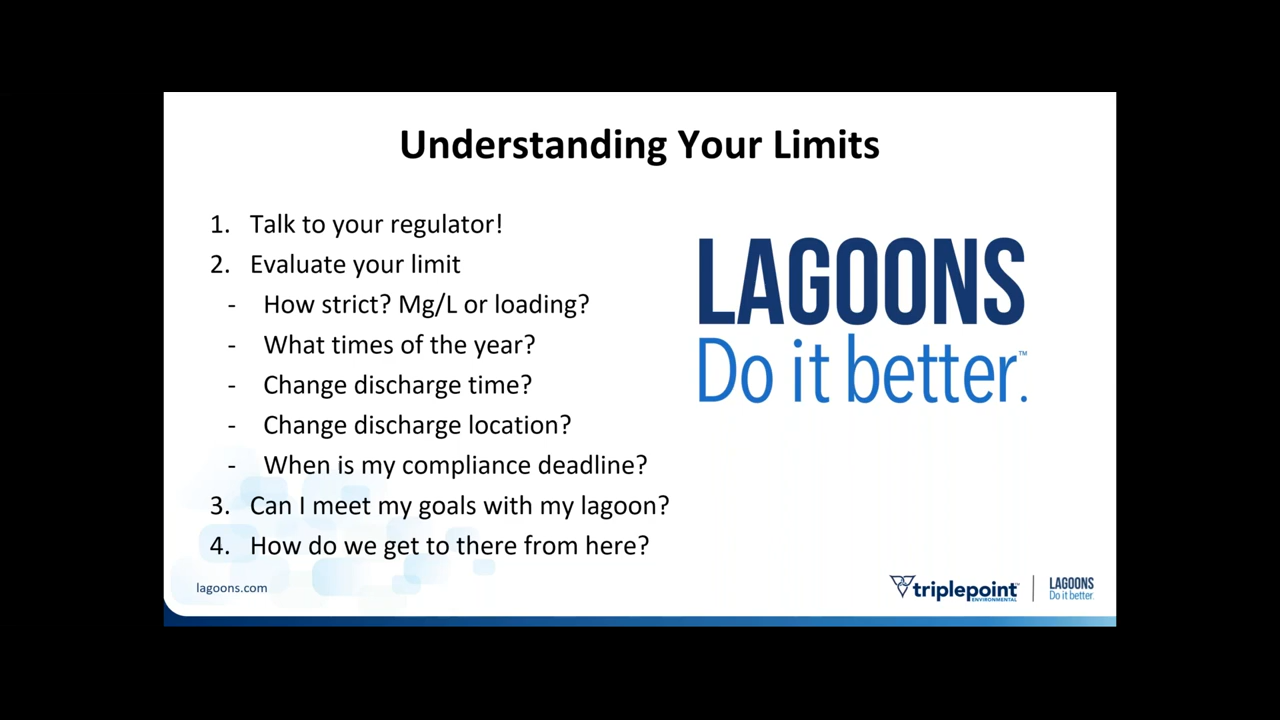 Understanding Your Limits
1. Talk to your regulator!
2. Evaluate your limit
- How strict? Mg/L or loading?
- What times of the year?
- Change discharge time?
- Change discharge location?
- When is my compliance deadline?
3. Can I meet my goals with my lagoon?
4. How do we get to there from here?
LAGOONS
Do it better.™
lagoons.com
triplepoint™
ENVIRONMENTAL
LAGOONS
Do it better.